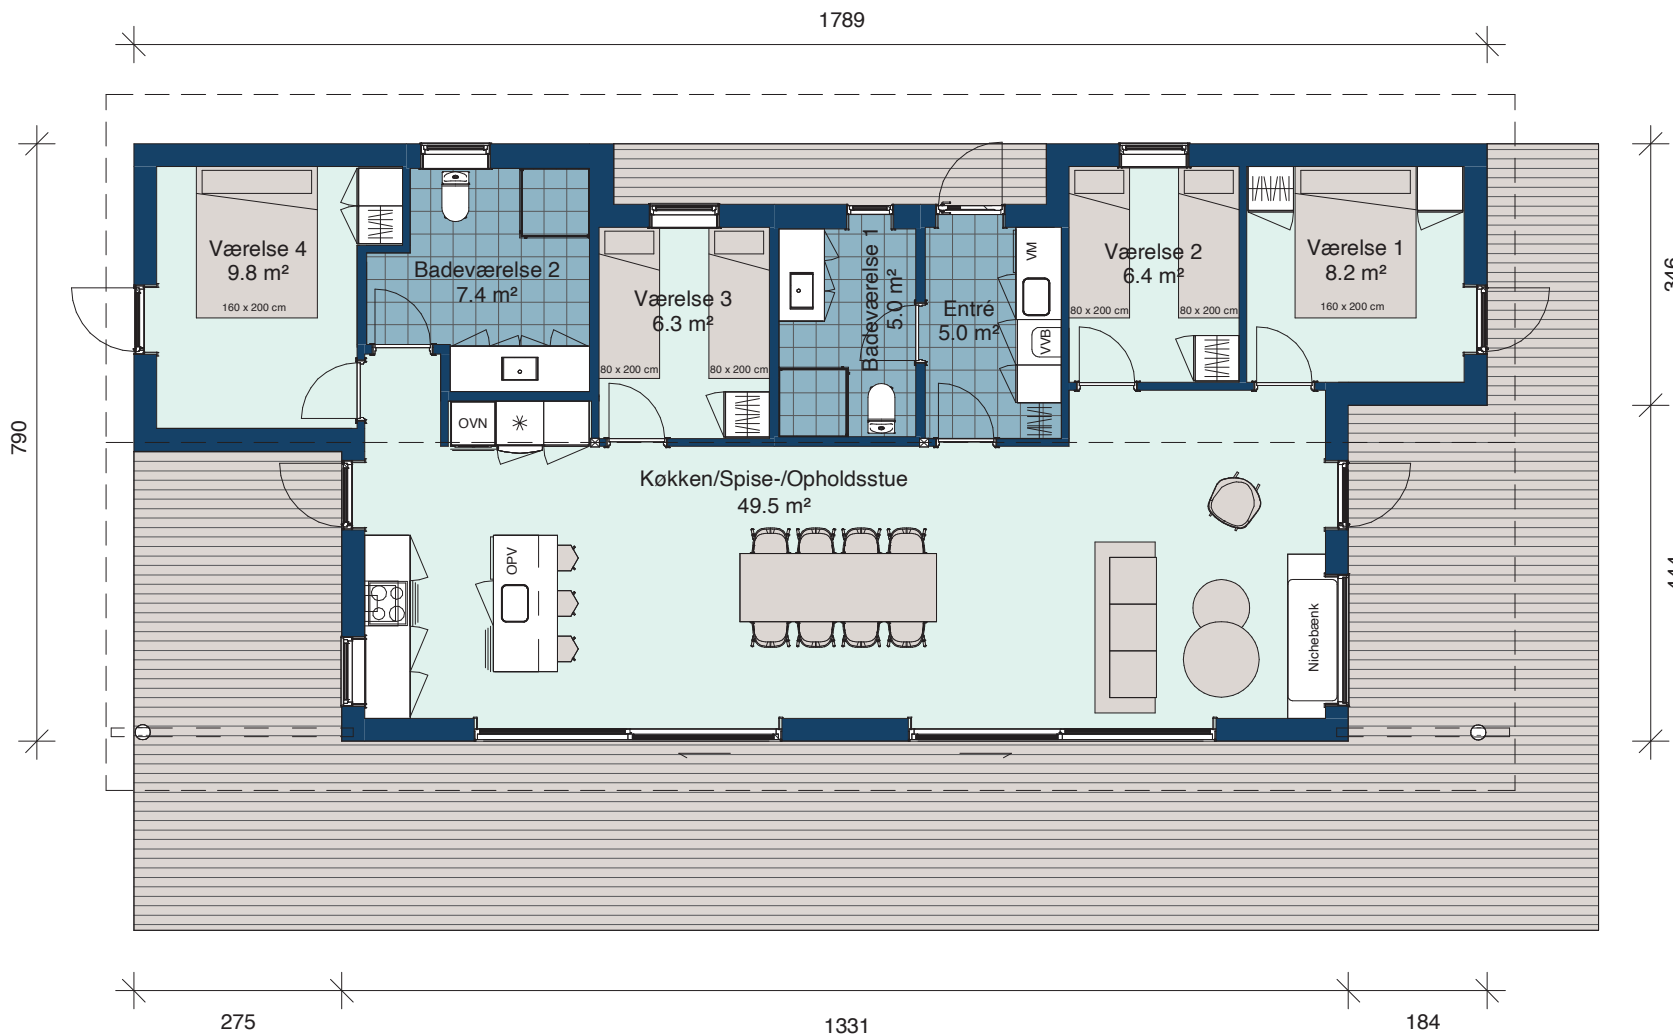 1789
Værelse 4
9.8 m²
160 x 200 cm
Badeværelse 2
7.4 m²
Værelse 3
6.3 m²
80 x 200 cm
80 x 200 cm
Badeværelse 1
5.0 m²
Entré
5.0 m²
VM
VVB
Værelse 2
6.4 m²
80 x 200 cm
80 x 200 cm
Værelse 1
8.2 m²
160 x 200 cm
346
790
OVN
Køkken/Spise-/Opholdsstue
49.5 m²
OPV
Nichebænk
444
275
1331
184